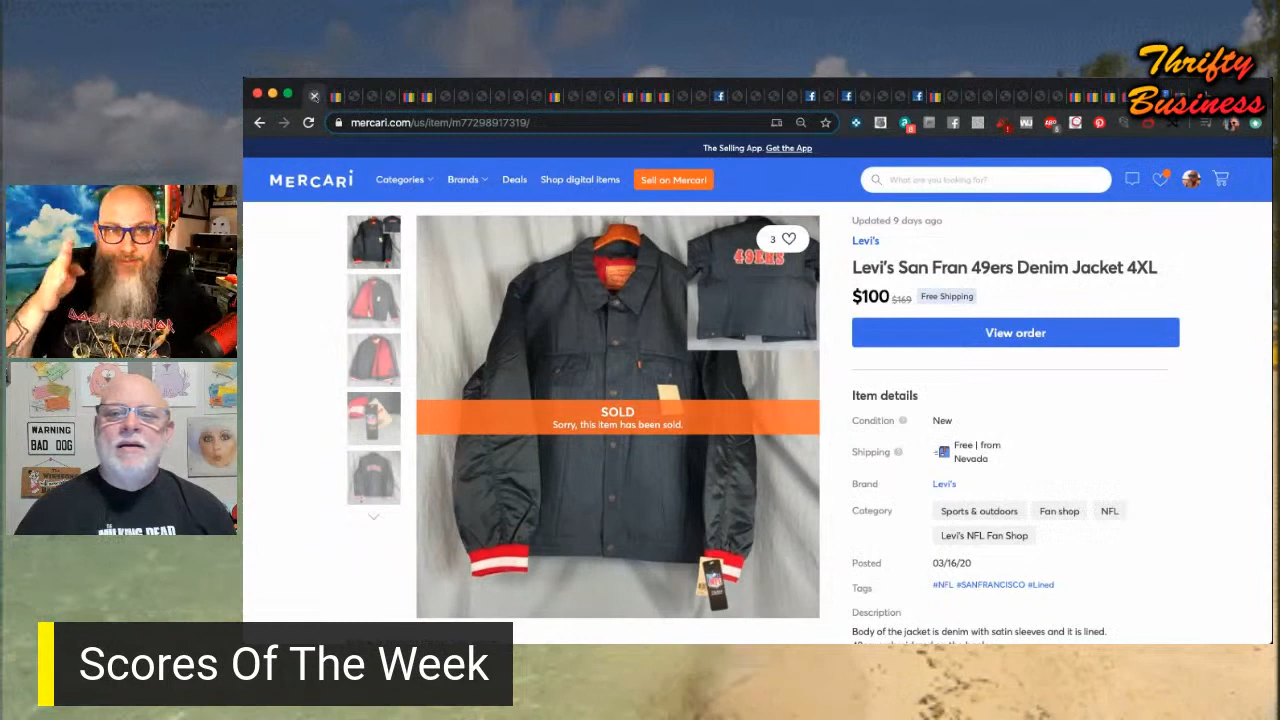 Thrifty
Business
mercari.com/us/item/m77298917319/
The Selling App. Get the App
MERCARI
Categories
Brands
Deals
Shop digital items
Sell on Mercari
What are you looking for?
3
49ERS
SOLD
Sorry, this item has been sold.
Updated 9 days ago
Levi's
Levi's San Fran 49ers Denim Jacket 4XL
$100 $169 Free Shipping
View order
Item details
Condition New
Shipping Free | from
Nevada
Brand Levi's
Category Sports & outdoors Fan shop NFL
Levi's NFL Fan Shop
Posted 03/16/20
Tags #NFL #SANFRANCISCO #Lined
Description
Body of the jacket is denim with satin sleeves and it is lined.
WARNING
BAD DOG
THE
WALKING DEAD
Scores Of The Week